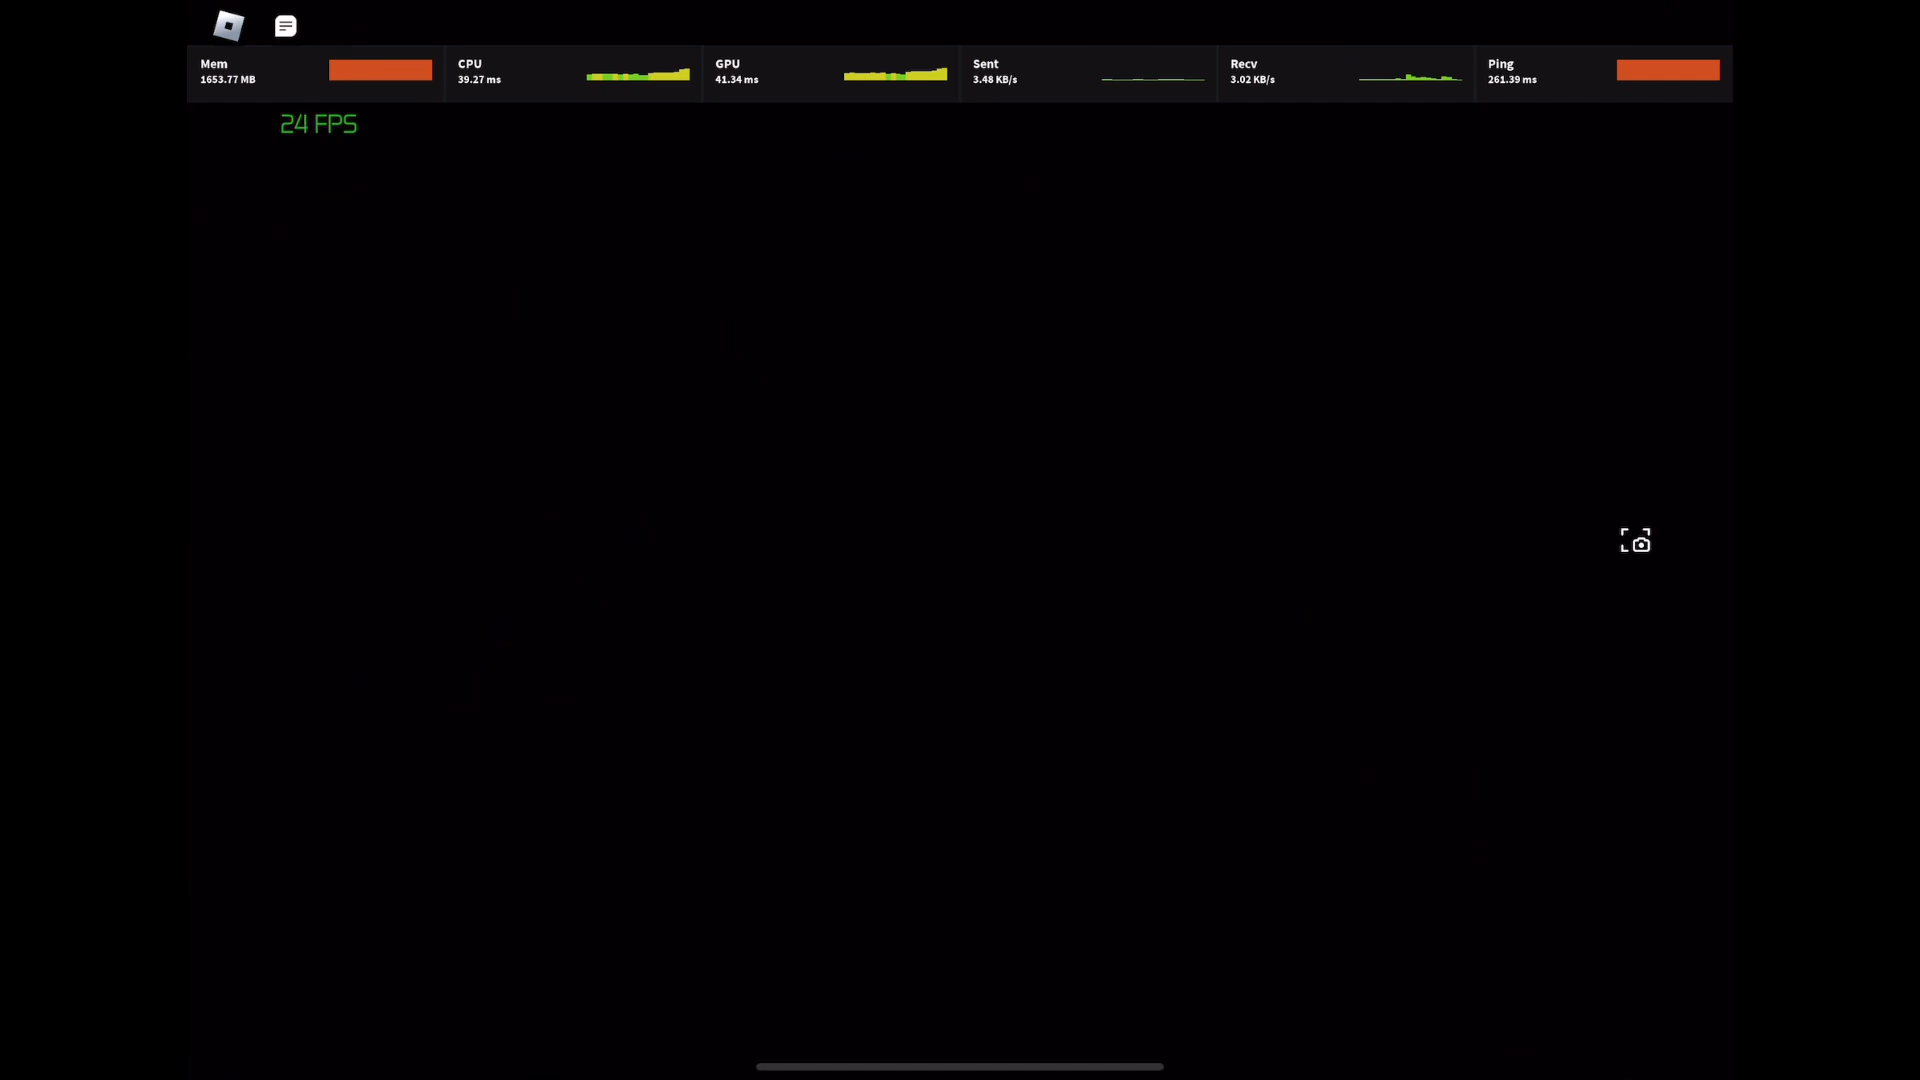 Mem
1653.77 MB
CPU
39.27 ms
GPU
41.34 ms
Sent
3.48 KB/s
Recv
3.02 KB/s
Ping
261.39 ms
24 FPS